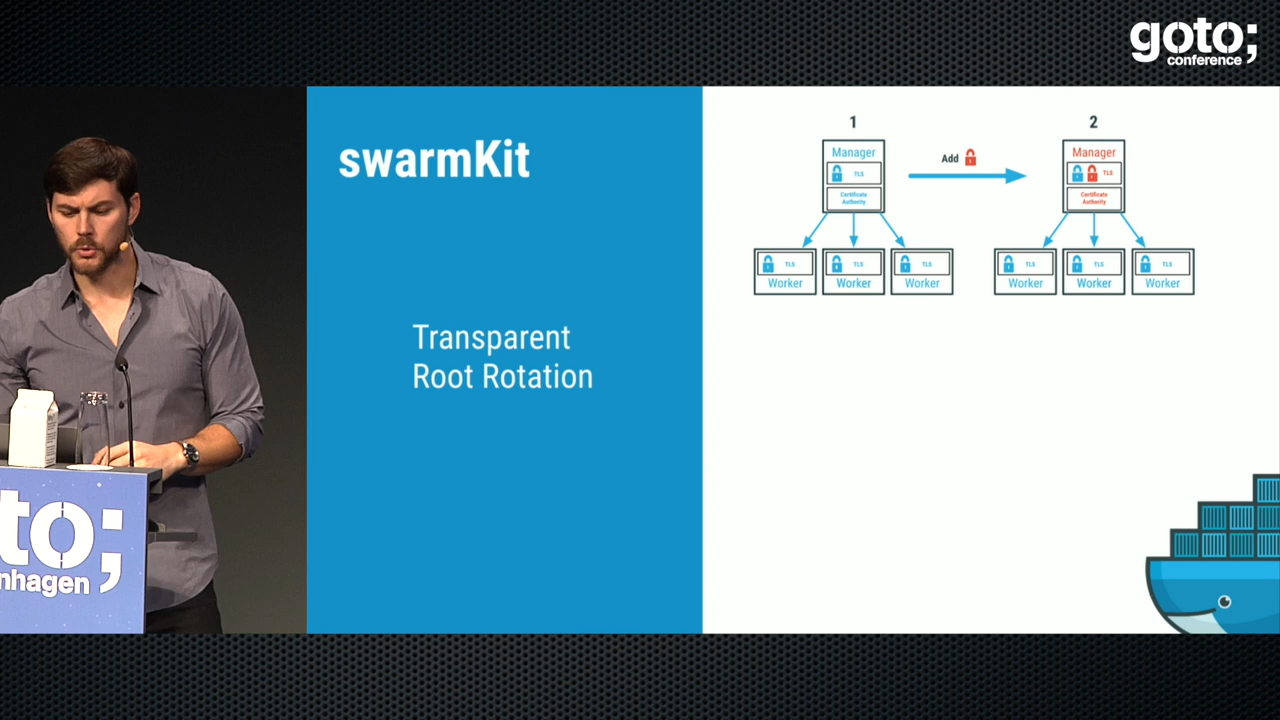 goto;
conference
swarmKit
Transparent
Root Rotation
1
Manager
TLS
Certificate
Authority
TLS
Worker
TLS
Worker
TLS
Worker
Add
2
Manager
TLS
Certificate
Authority
TLS
Worker
TLS
Worker
TLS
Worker
to;
nhagen